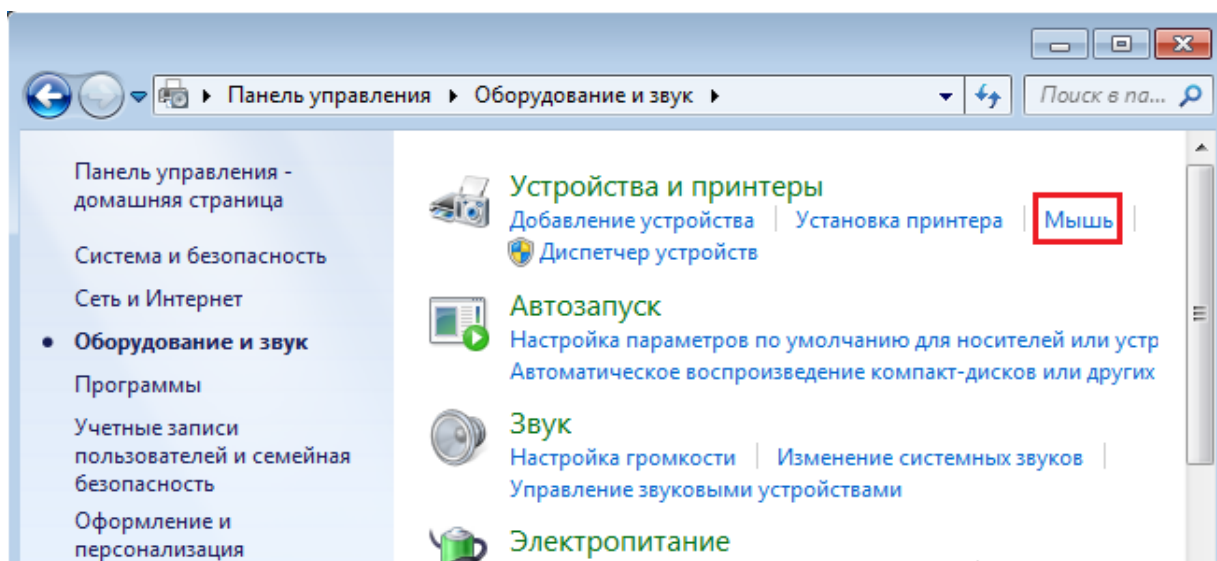 Панель управления ▸ Оборудование и звук ▸
Поиск в па...
Панель управления -
домашняя страница
Система и безопасность
Сеть и Интернет
• Оборудование и звук
Программы
Учетные записи
пользователей и семейная
безопасность
Оформление и
персонализация
Устройства и принтеры
Добавление устройства | Установка принтера | Мышь |
Диспетчер устройств
Автозапуск
Настройка параметров по умолчанию для носителей или устр
Автоматическое воспроизведение компакт-дисков или других
Звук
Настройка громкости | Изменение системных звуков |
Управление звуковыми устройствами
Электропитание